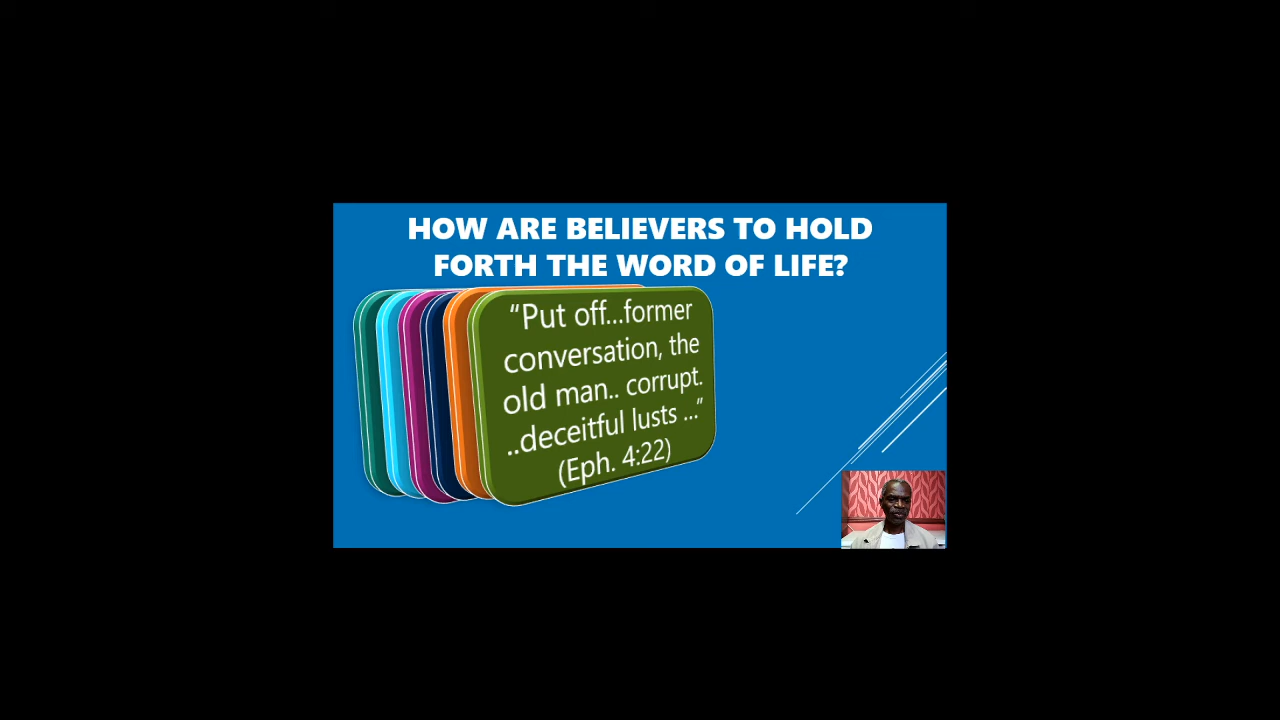 HOW ARE BELIEVERS TO HOLD
FORTH THE WORD OF LIFE?
“Put off...former
conversation, the
old man.. corrupt.
..deceitful lusts ...”
(Eph. 4:22)